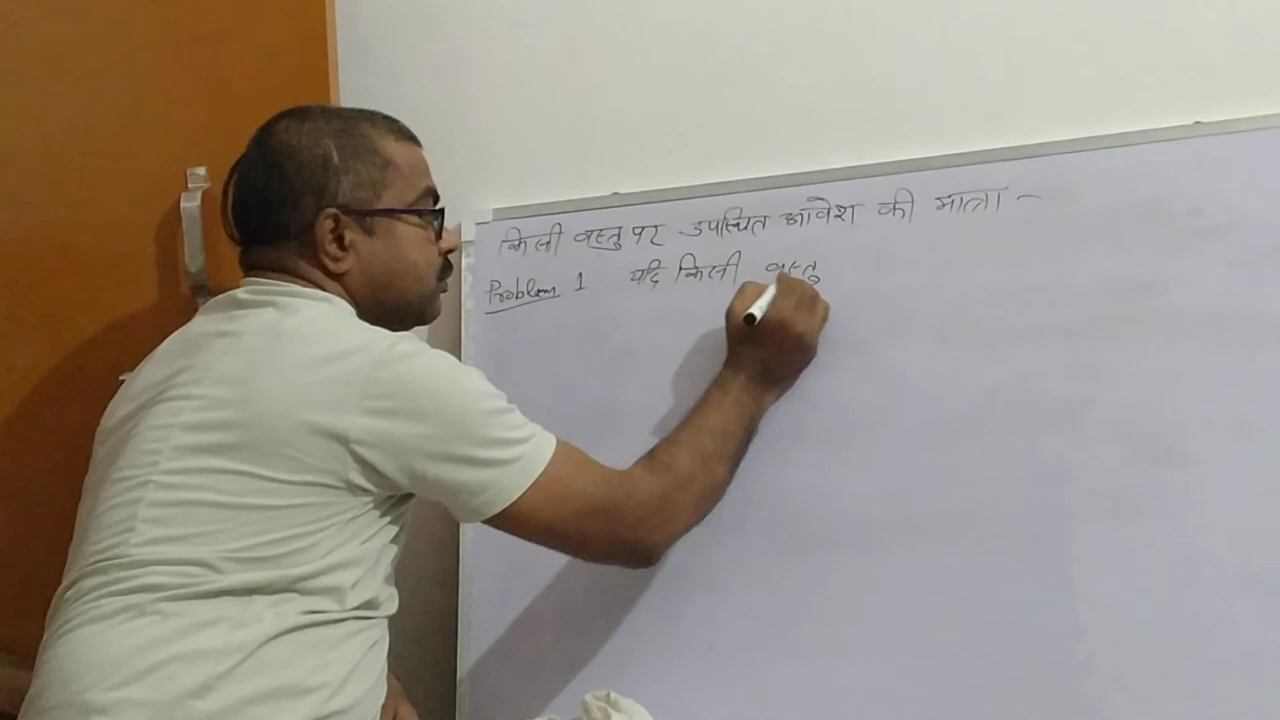 किसी वस्तु पर उपस्थित आवेश की मात्रा -
Problem 1 यदि किसी वस्तु